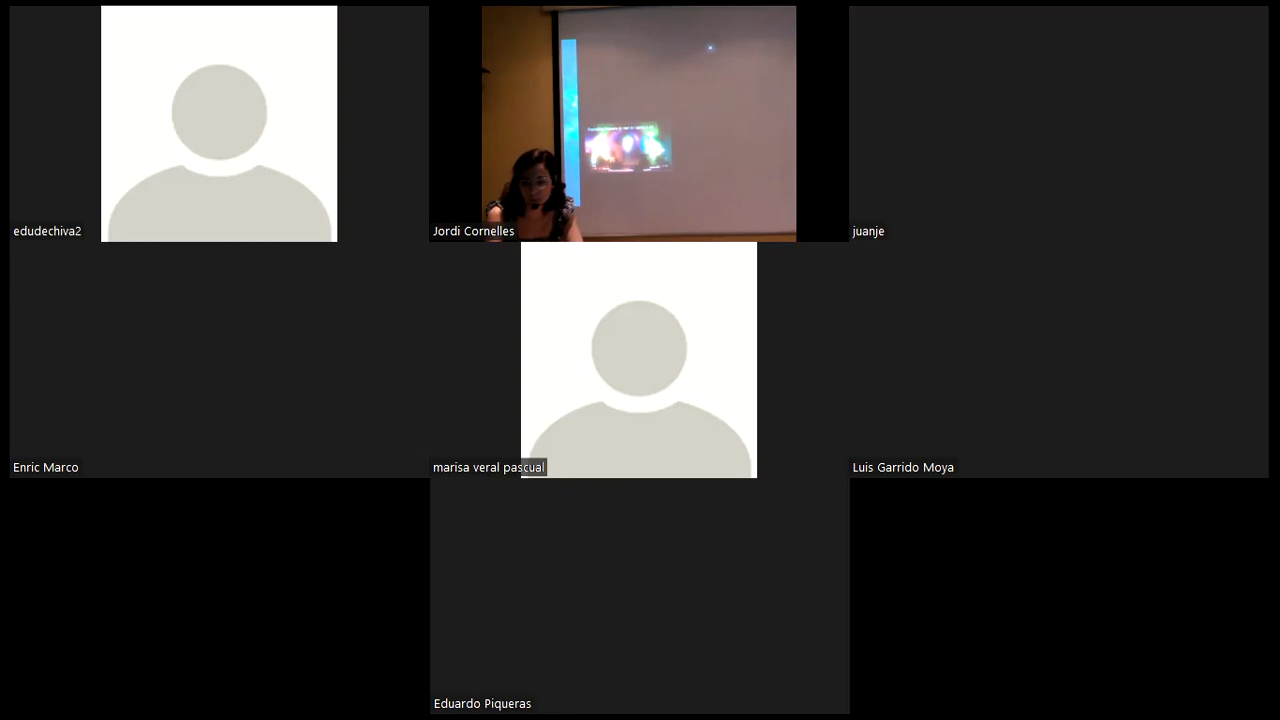 edudechiva2
Jordi Cornelles
juanje
Enric Marco
marisa veral pascual
Luis Garrido Moya
Eduardo Piqueras